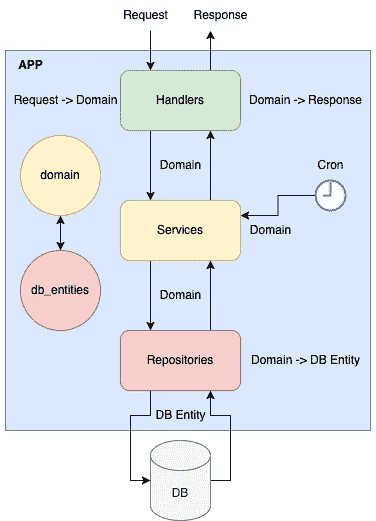 Request
Response
APP
Request -> Domain
Handlers
Domain -> Response
Domain
domain
Cron
Services
Domain
db_entities
Domain
Repositories
Domain -> DB Entity
DB Entity
DB